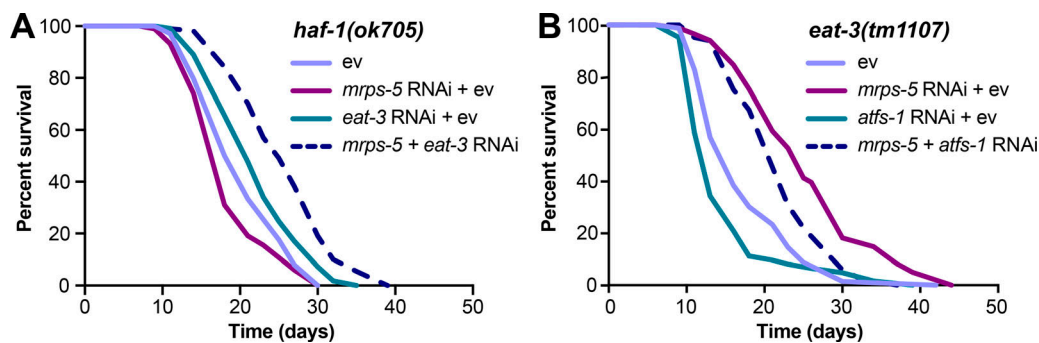 A
haf-1(ok705)
ev
mrps-5 RNAi + ev
eat-3 RNAi + ev
mrps-5 + eat-3 RNAi
Percent survival
100
80
60
40
20
0
0 10 20 30 40 50
Time (days)
B
eat-3(tm1107)
ev
mrps-5 RNAi + ev
atfs-1 RNAi + ev
mrps-5 + atfs-1 RNAi
Percent survival
100
80
60
40
20
0
0 10 20 30 40 50
Time (days)